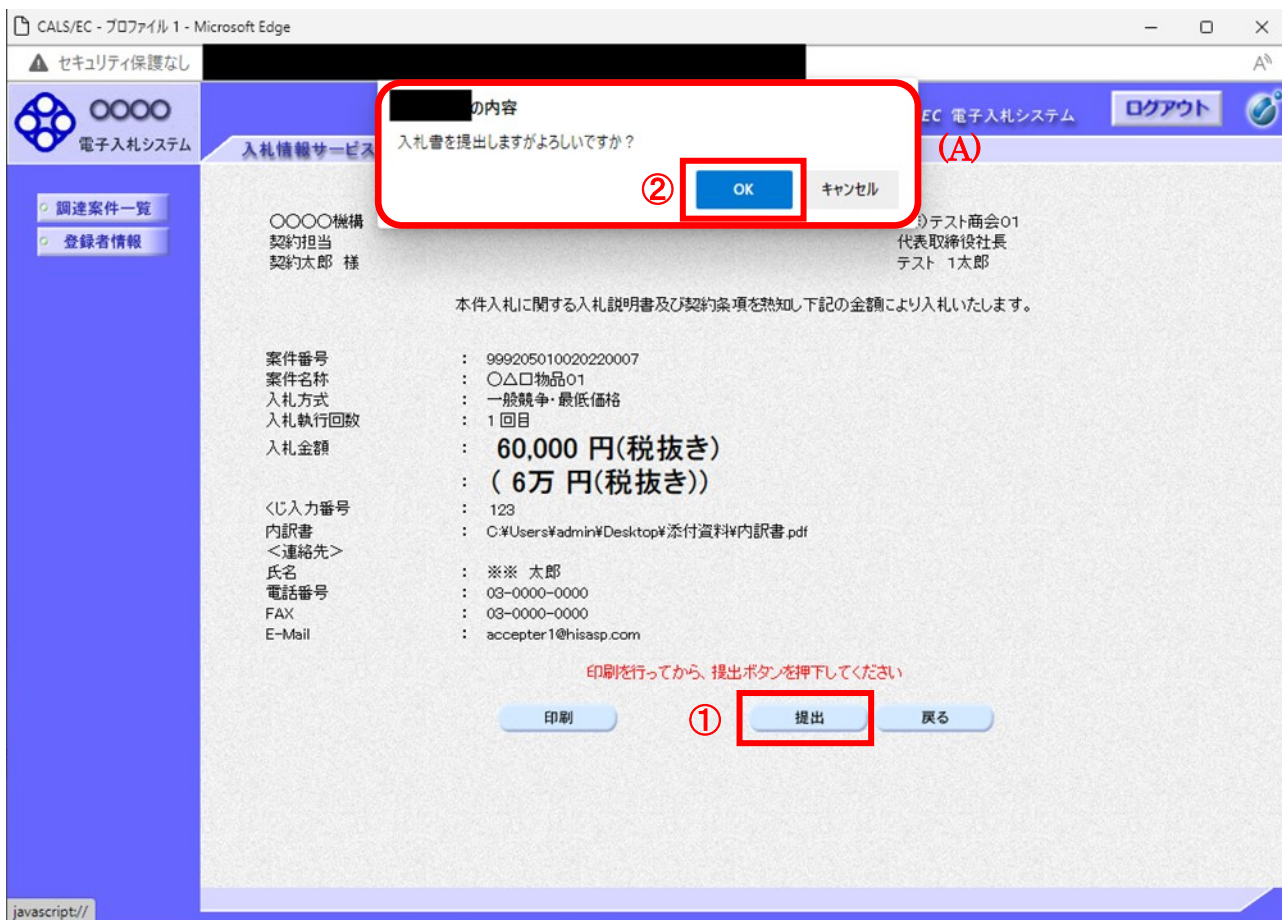 CALS/EC - プロファイル 1 - Microsoft Edge
セキュリティ保護なし
〇〇〇〇
電子入札システム
入札情報サービス
EC 電子入札システム
ログアウト
の内容
入札書を提出しますがよろしいですか?
② OK キャンセル
(A)
調達案件一覧
登録者情報
〇〇〇〇機構
契約担当
契約太郎 様
)テスト商会01
代表取締役社長
テスト 1太郎
本件入札に関する入札説明書及び契約条項を熟知し下記の金額により入札いたします。
案件番号 : 999205010020220007
案件名称 : 〇△口物品01
入札方式 : 一般競争・最低価格
入札執行回数 : 1回目
入札金額 : 60,000 円(税抜き)
: ( 6万 円(税抜き))
くじ入力番号 : 123
内訳書 : C:¥Users¥admin¥Desktop¥添付資料¥内訳書.pdf
<連絡先>
氏名 : ※※ 太郎
電話番号 : 03-0000-0000
FAX : 03-0000-0000
E-Mail : accepter1@hisasp.com
印刷を行ってから、提出ボタンを押下してください
印刷 ① 提出 戻る
javascript://